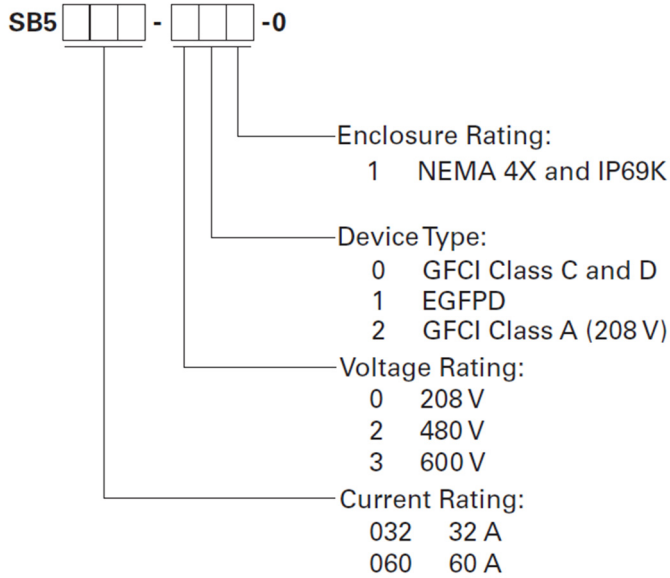 SB5 - -0
Enclosure Rating:
1 NEMA 4X and IP69K
Device Type:
0 GFCI Class C and D
1 EGFPD
2 GFCI Class A (208 V)
Voltage Rating:
0 208 V
2 480 V
3 600 V
Current Rating:
032 32 A
060 60 A